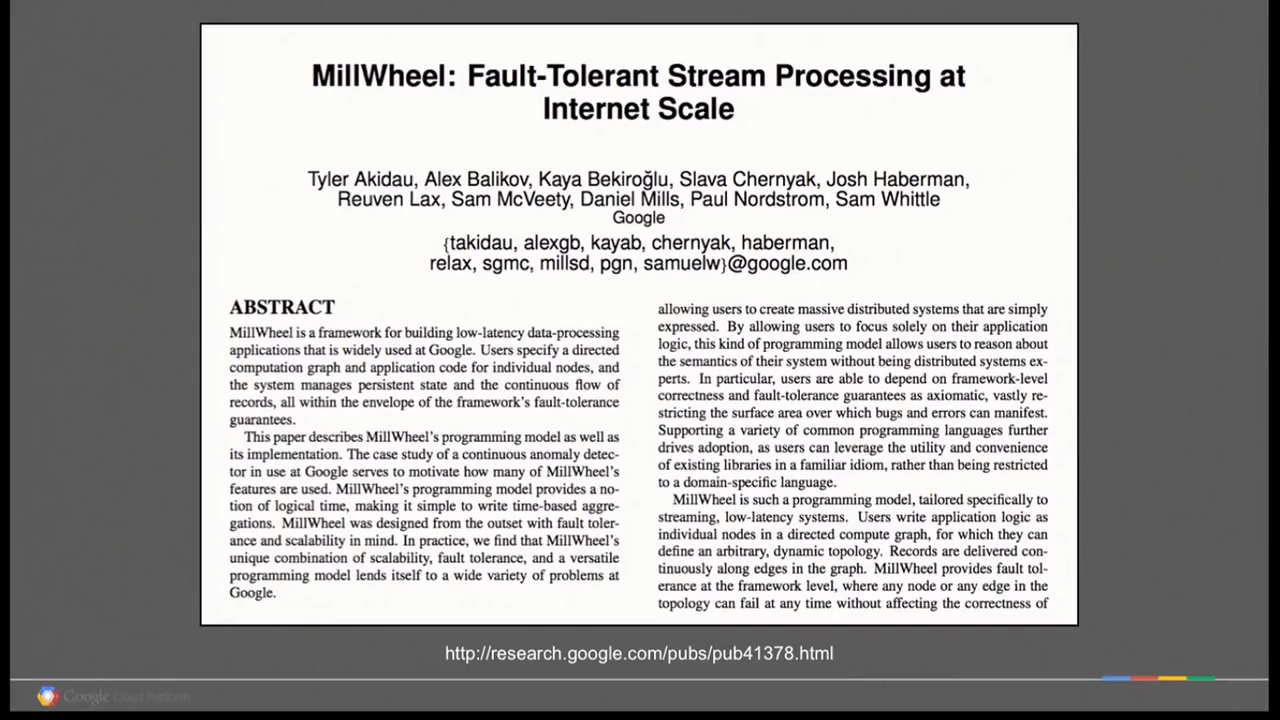 MillWheel: Fault-Tolerant Stream Processing at
Internet Scale
Tyler Akidau, Alex Balikov, Kaya Bekiroğlu, Slava Chernyak, Josh Haberman,
Reuven Lax, Sam McVeety, Daniel Mills, Paul Nordstrom, Sam Whittle
Google
{takidau, alexgb, kayab, chernyak, haberman,
relax, sgmc, millsd, pgn, samuelw}@google.com
ABSTRACT
MillWheel is a framework for building low-latency data-processing
applications that is widely used at Google. Users specify a directed
computation graph and application code for individual nodes, and
the system manages persistent state and the continuous flow of
records, all within the envelope of the framework's fault-tolerance
guarantees.
This paper describes MillWheel's programming model as well as
its implementation. The case study of a continuous anomaly detec-
tor in use at Google serves to motivate how many of MillWheel's
features are used. MillWheel's programming model provides a no-
tion of logical time, making it simple to write time-based aggre-
gations. MillWheel was designed from the outset with fault toler-
ance and scalability in mind. In practice, we find that MillWheel's
unique combination of scalability, fault tolerance, and a versatile
programming model lends itself to a wide variety of problems at
Google.
allowing users to create massive distributed systems that are simply
expressed. By allowing users to focus solely on their application
logic, this kind of programming model allows users to reason about
the semantics of their system without being distributed systems ex-
perts. In particular, users are able to depend on framework-level
correctness and fault-tolerance guarantees as axiomatic, vastly re-
stricting the surface area over which bugs and errors can manifest.
Supporting a variety of common programming languages further
drives adoption, as users can leverage the utility and convenience
of existing libraries in a familiar idiom, rather than being restricted
to a domain-specific language.
MillWheel is such a programming model, tailored specifically to
streaming, low-latency systems. Users write application logic as
individual nodes in a directed compute graph, for which they can
define an arbitrary, dynamic topology. Records are delivered con-
tinuously along edges in the graph. MillWheel provides fault tol-
erance at the framework level, where any node or any edge in the
topology can fail at any time without affecting the correctness of
http://research.google.com/pubs/pub41378.html
Google Cloud Platform